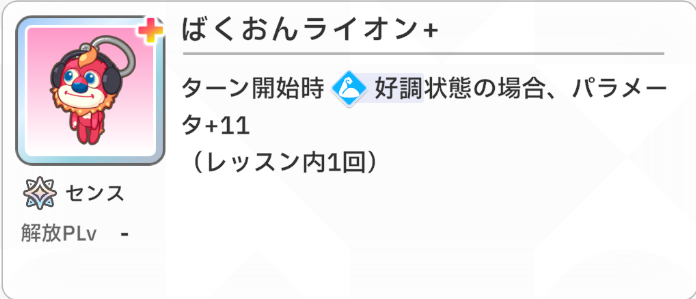 ばくおんライオン+
ターン開始時 好調状態の場合、パラメー
タ+11
（レッスン内1回）
センス
解放PLv -